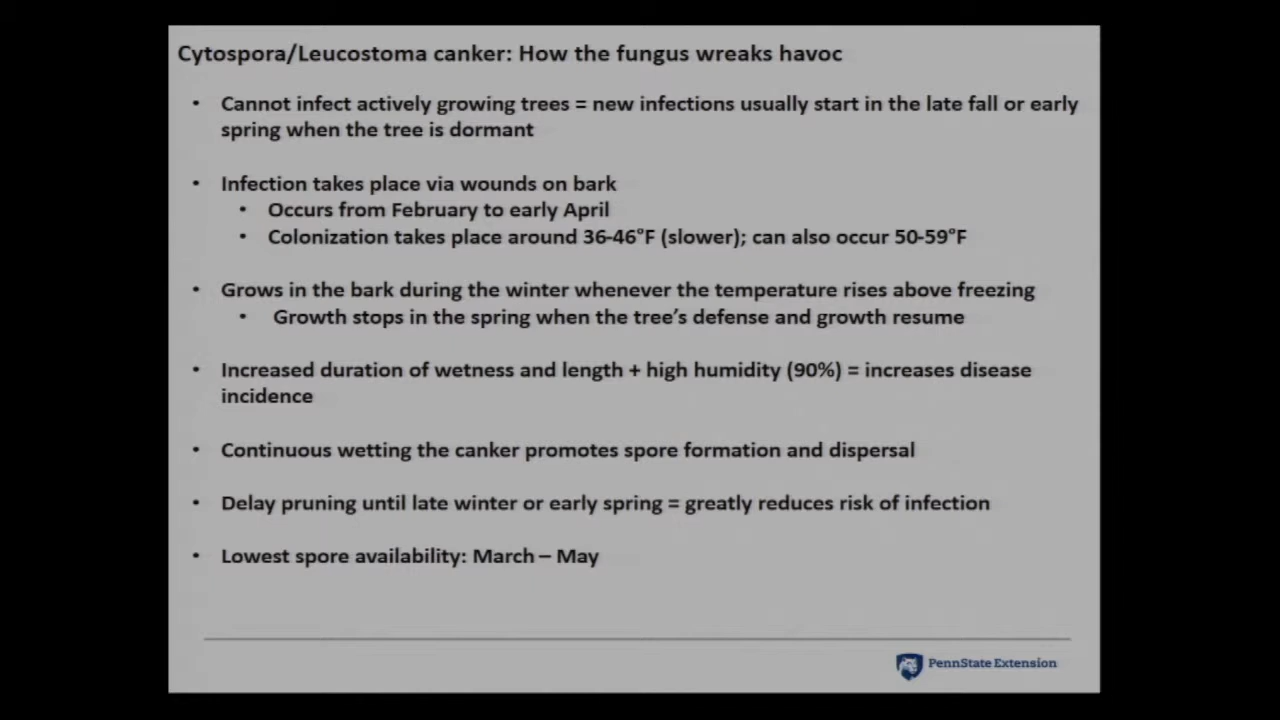 Cytospora/Leucostoma canker: How the fungus wreaks havoc
• Cannot infect actively growing trees = new infections usually start in the late fall or early
spring when the tree is dormant
• Infection takes place via wounds on bark
• Occurs from February to early April
• Colonization takes place around 36-46°F (slower); can also occur 50-59°F
• Grows in the bark during the winter whenever the temperature rises above freezing
• Growth stops in the spring when the tree’s defense and growth resume
• Increased duration of wetness and length + high humidity (90%) = increases disease
incidence
• Continuous wetting the canker promotes spore formation and dispersal
• Delay pruning until late winter or early spring = greatly reduces risk of infection
• Lowest spore availability: March – May
PennState Extension